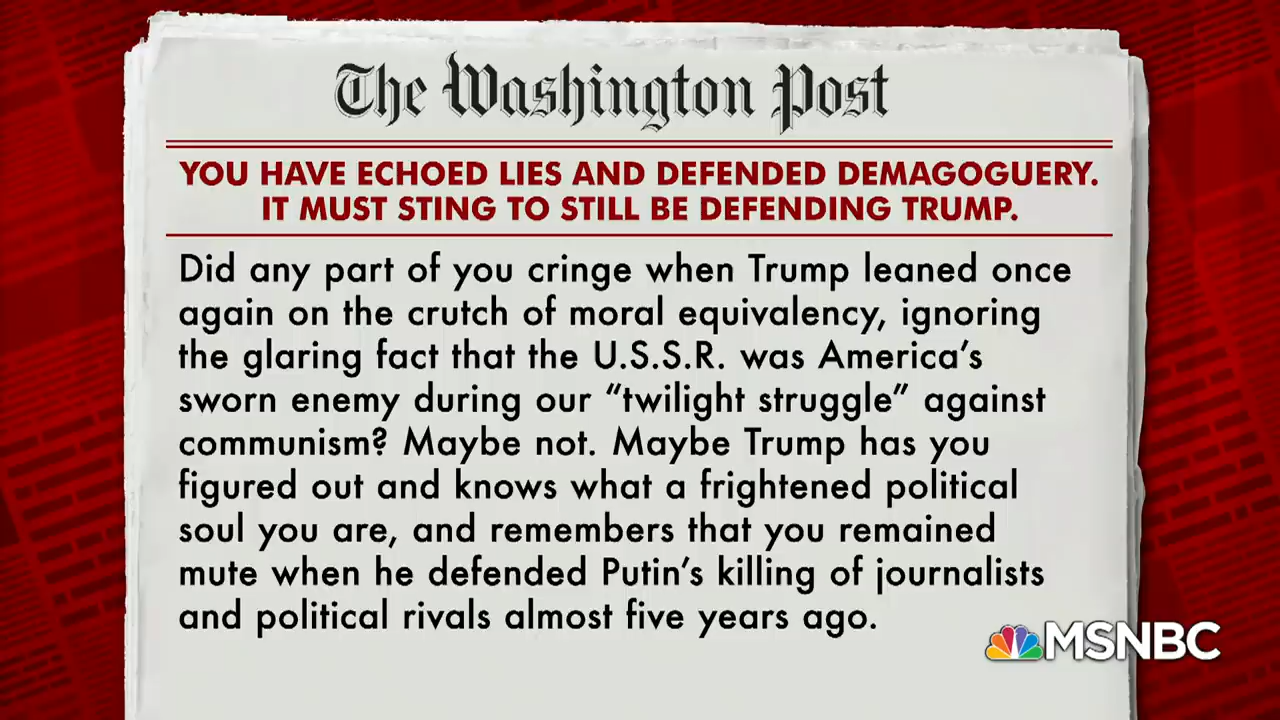 The Washington Post
YOU HAVE ECHOED LIES AND DEFENDED DEMAGOGUERY.
IT MUST STING TO STILL BE DEFENDING TRUMP.
Did any part of you cringe when Trump leaned once
again on the crutch of moral equivalency, ignoring
the glaring fact that the U.S.S.R. was America’s
sworn enemy during our “twilight struggle” against
communism? Maybe not. Maybe Trump has you
figured out and knows what a frightened political
soul you are, and remembers that you remained
mute when he defended Putin’s killing of journalists
and political rivals almost five years ago.
MSNBC